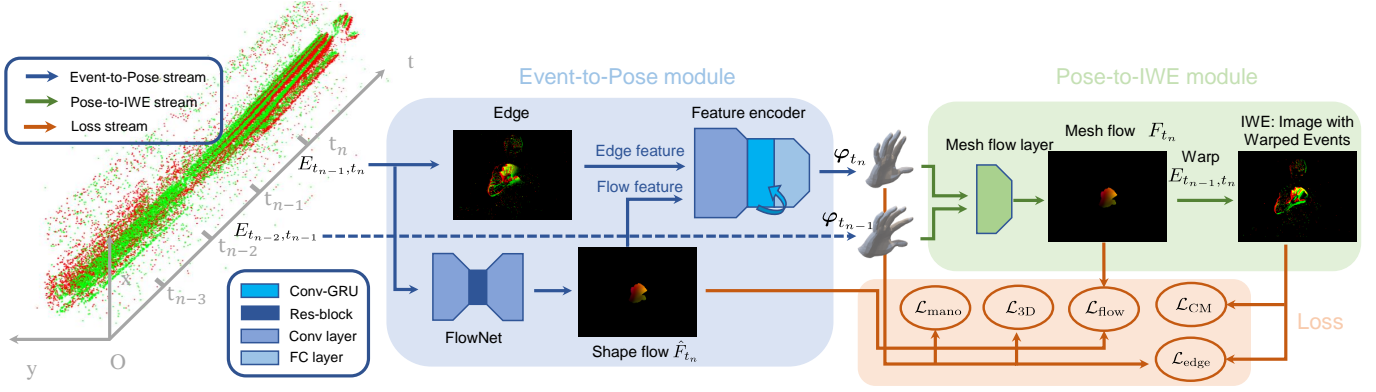 Event-to-Pose stream
Pose-to-IWE stream
Loss stream
t
t_n
t_{n-1}
t_{n-2}
t_{n-3}
x
y
O
E_{t_{n-1},t_n}
E_{t_{n-2},t_{n-1}}
Conv-GRU
Res-block
Conv layer
FC layer
Event-to-Pose module
Edge
Feature encoder
Edge feature
Flow feature
FlowNet
Shape flow F̂_{t_n}
φ_{t_n}
φ_{t_{n-1}}
Pose-to-IWE module
Mesh flow layer
Mesh flow F_{t_n}
Warp
E_{t_{n-1},t_n}
IWE: Image with
Warped Events
ℒ_mano
ℒ_3D
ℒ_flow
ℒ_CM
ℒ_edge
Loss